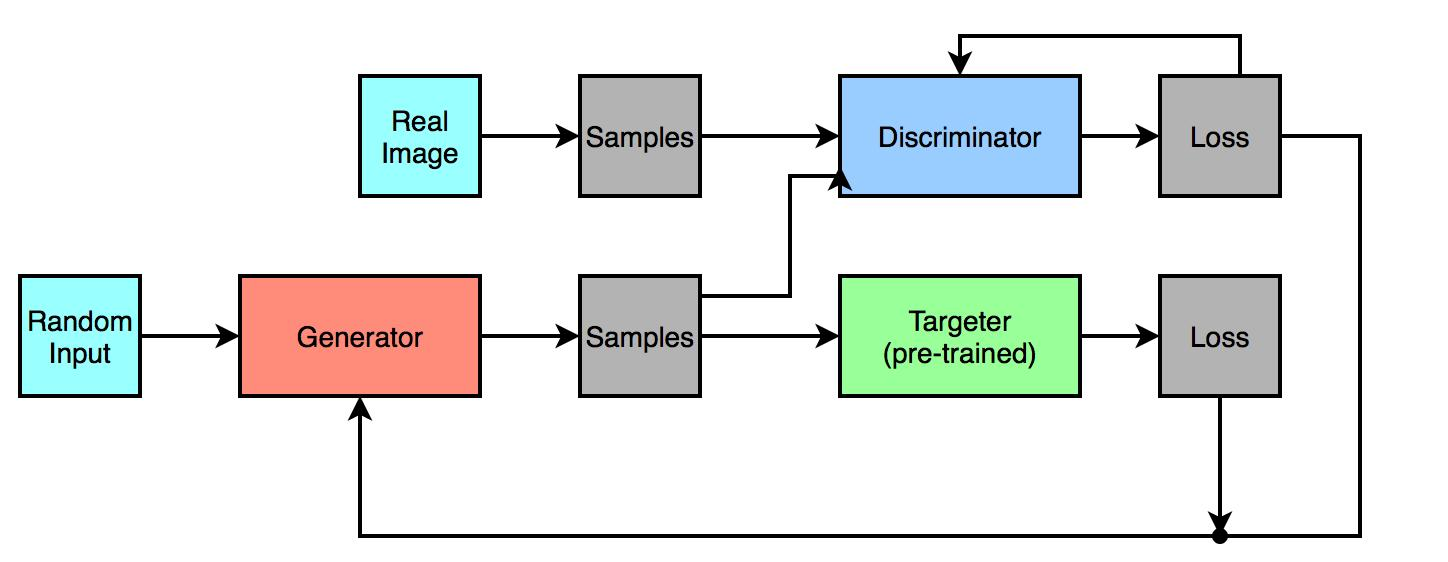 Real
Image
Samples
Discriminator
Loss
Random
Input
Generator
Samples
Targeter
(pre-trained)
Loss